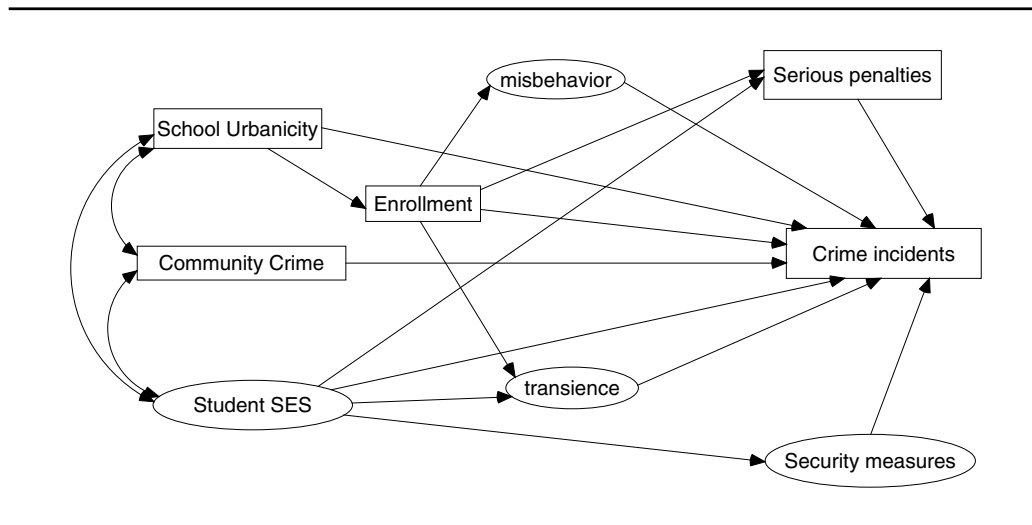 misbehavior
Serious penalties
School Urbanicity
Enrollment
Community Crime
Crime incidents
transience
Student SES
Security measures